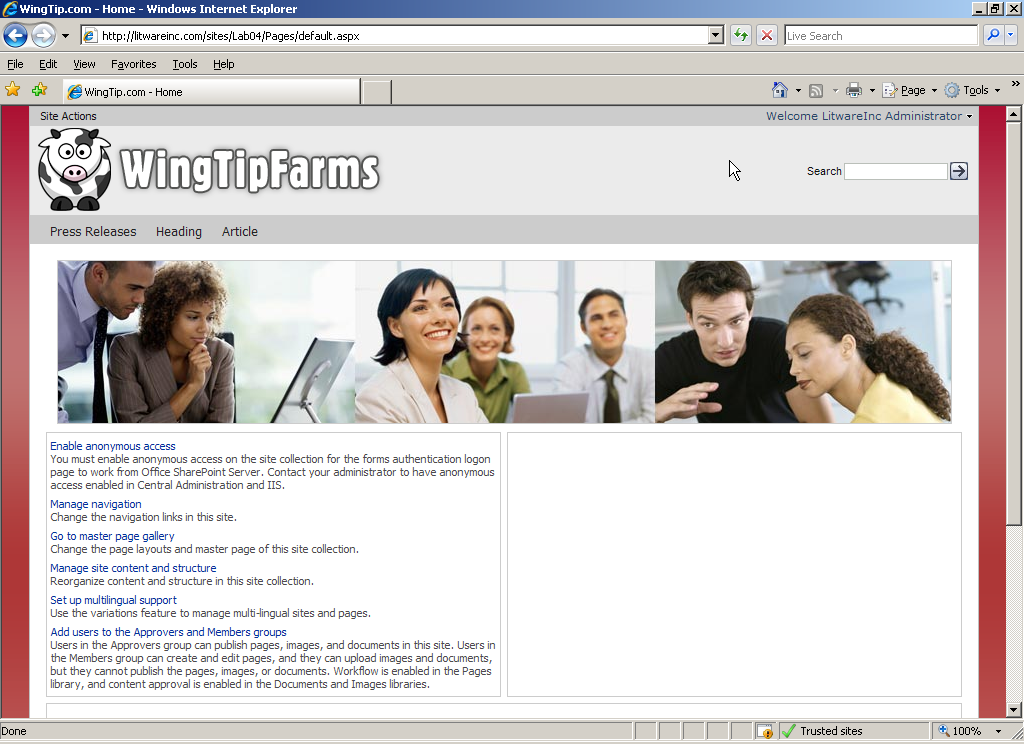 WingTip.com - Home - Windows Internet Explorer
http://litwareinc.com/sites/Lab04/Pages/default.aspx
Live Search
File Edit View Favorites Tools Help
WingTip.com - Home
Page Tools
Site Actions
Welcome LitwareInc Administrator
WingTipFarms
Search
Press Releases Heading Article
Enable anonymous access
You must enable anonymous access on the site collection for the forms authentication logon
page to work from Office SharePoint Server. Contact your administrator to have anonymous
access enabled in Central Administration and IIS.
Manage navigation
Change the navigation links in this site.
Go to master page gallery
Change the page layouts and master page of this site collection.
Manage site content and structure
Reorganize content and structure in this site collection.
Set up multilingual support
Use the variations feature to manage multi-lingual sites and pages.
Add users to the Approvers and Members groups
Users in the Approvers group can publish pages, images, and documents in this site. Users in
the Members group can create and edit pages, and they can upload images and documents,
but they cannot publish the pages, images, or documents. Workflow is enabled in the Pages
library, and content approval is enabled in the Documents and Images libraries.
Done
Trusted sites
100%